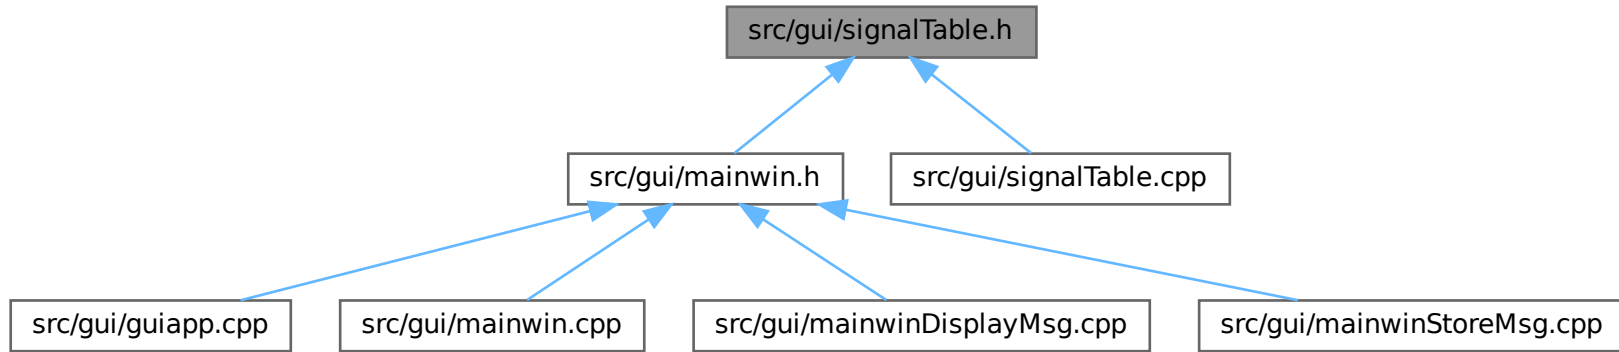 src/gui/signalTable.h
src/gui/mainwin.h
src/gui/signalTable.cpp
src/gui/guiapp.cpp
src/gui/mainwin.cpp
src/gui/mainwinDisplayMsg.cpp
src/gui/mainwinStoreMsg.cpp